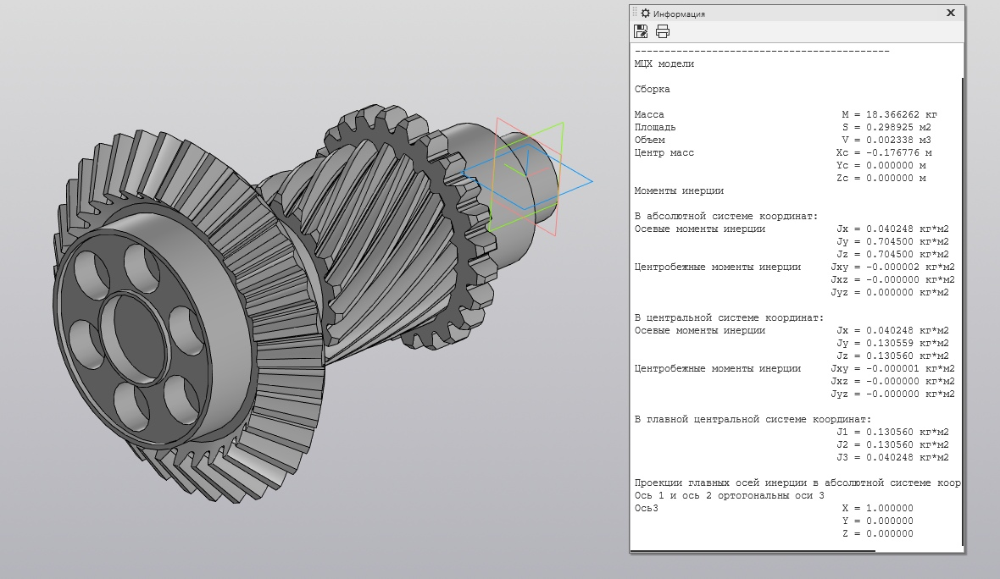 Информация
-------------------------------------------
МЦХ модели
Сборка
Масса M = 18.366262 кг
Площадь S = 0.298925 м2
Объем V = 0.002338 м3
Центр масс Xc = -0.176776 м
Yc = 0.000000 м
Zc = 0.000000 м
Моменты инерции
В абсолютной системе координат:
Осевые моменты инерции Jx = 0.040248 кг*м2
Jy = 0.704500 кг*м2
Jz = 0.704500 кг*м2
Центробежные моменты инерции Jxy = -0.000002 кг*м2
Jxz = -0.000000 кг*м2
Jyz = 0.000000 кг*м2
В центральной системе координат:
Осевые моменты инерции Jx = 0.040248 кг*м2
Jy = 0.130559 кг*м2
Jz = 0.130560 кг*м2
Центробежные моменты инерции Jxy = -0.000001 кг*м2
Jxz = -0.000000 кг*м2
Jyz = -0.000000 кг*м2
В главной центральной системе координат:
J1 = 0.130560 кг*м2
J2 = 0.130560 кг*м2
J3 = 0.040248 кг*м2
Проекции главных осей инерции в абсолютной системе коор
Ось 1 и ось 2 ортогональны оси 3
Ось3 X = 1.000000
Y = 0.000000
Z = 0.000000